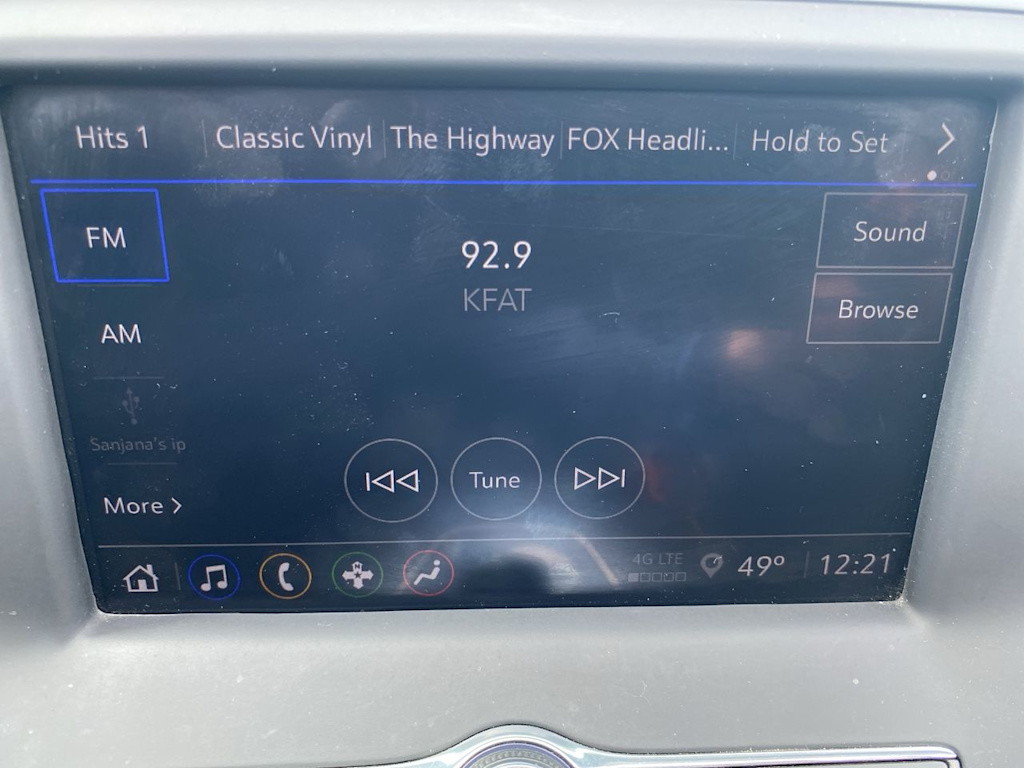 Hits 1
Classic Vinyl
The Highway
FOX Headli...
Hold to Set
FM
92.9
Sound
KFAT
Browse
AM
Sanjana's ip
Tune
More
4G LTE
49°
12:21